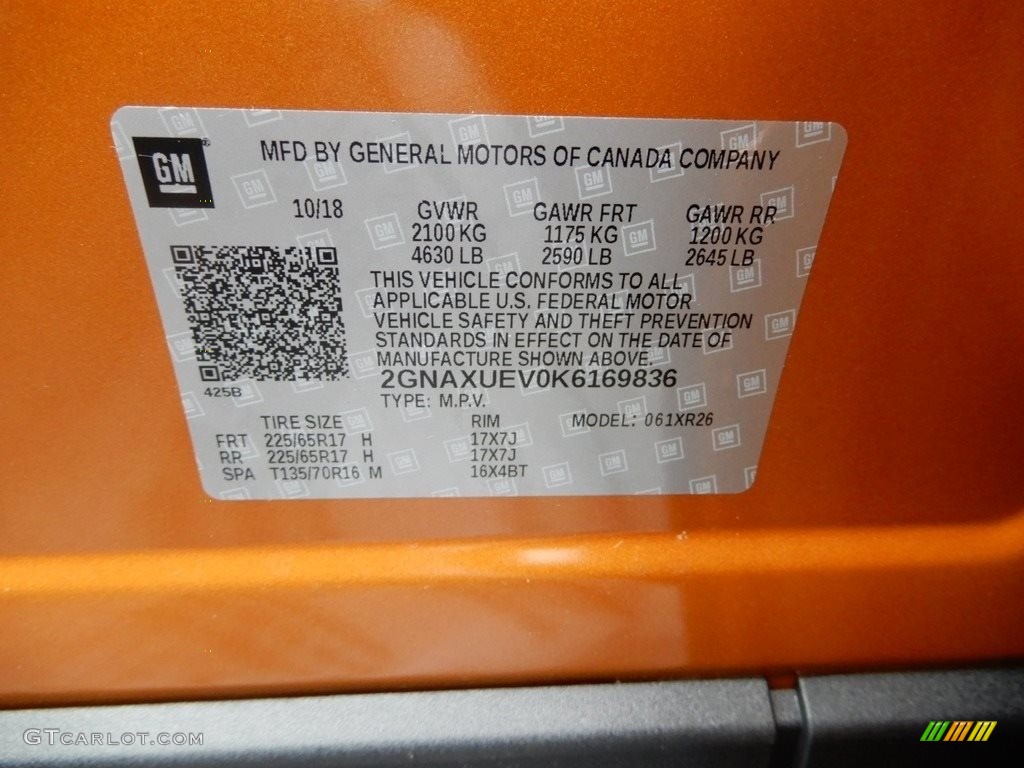 GM
MFD BY GENERAL MOTORS OF CANADA COMPANY
10/18 GVWR GAWR FRT GAWR RR
2100 KG 1175 KG 1200 KG
4630 LB 2590 LB 2645 LB
THIS VEHICLE CONFORMS TO ALL
APPLICABLE U.S. FEDERAL MOTOR
VEHICLE SAFETY AND THEFT PREVENTION
STANDARDS IN EFFECT ON THE DATE OF
MANUFACTURE SHOWN ABOVE.
2GNAXUEV0K6169836
425B
TYPE: M.P.V.
TIRE SIZE RIM MODEL: 061XR26
FRT 225/65R17 H 17X7J
RR 225/65R17 H 17X7J
SPA T135/70R16 M 16X4BT
GTCARLOT.COM